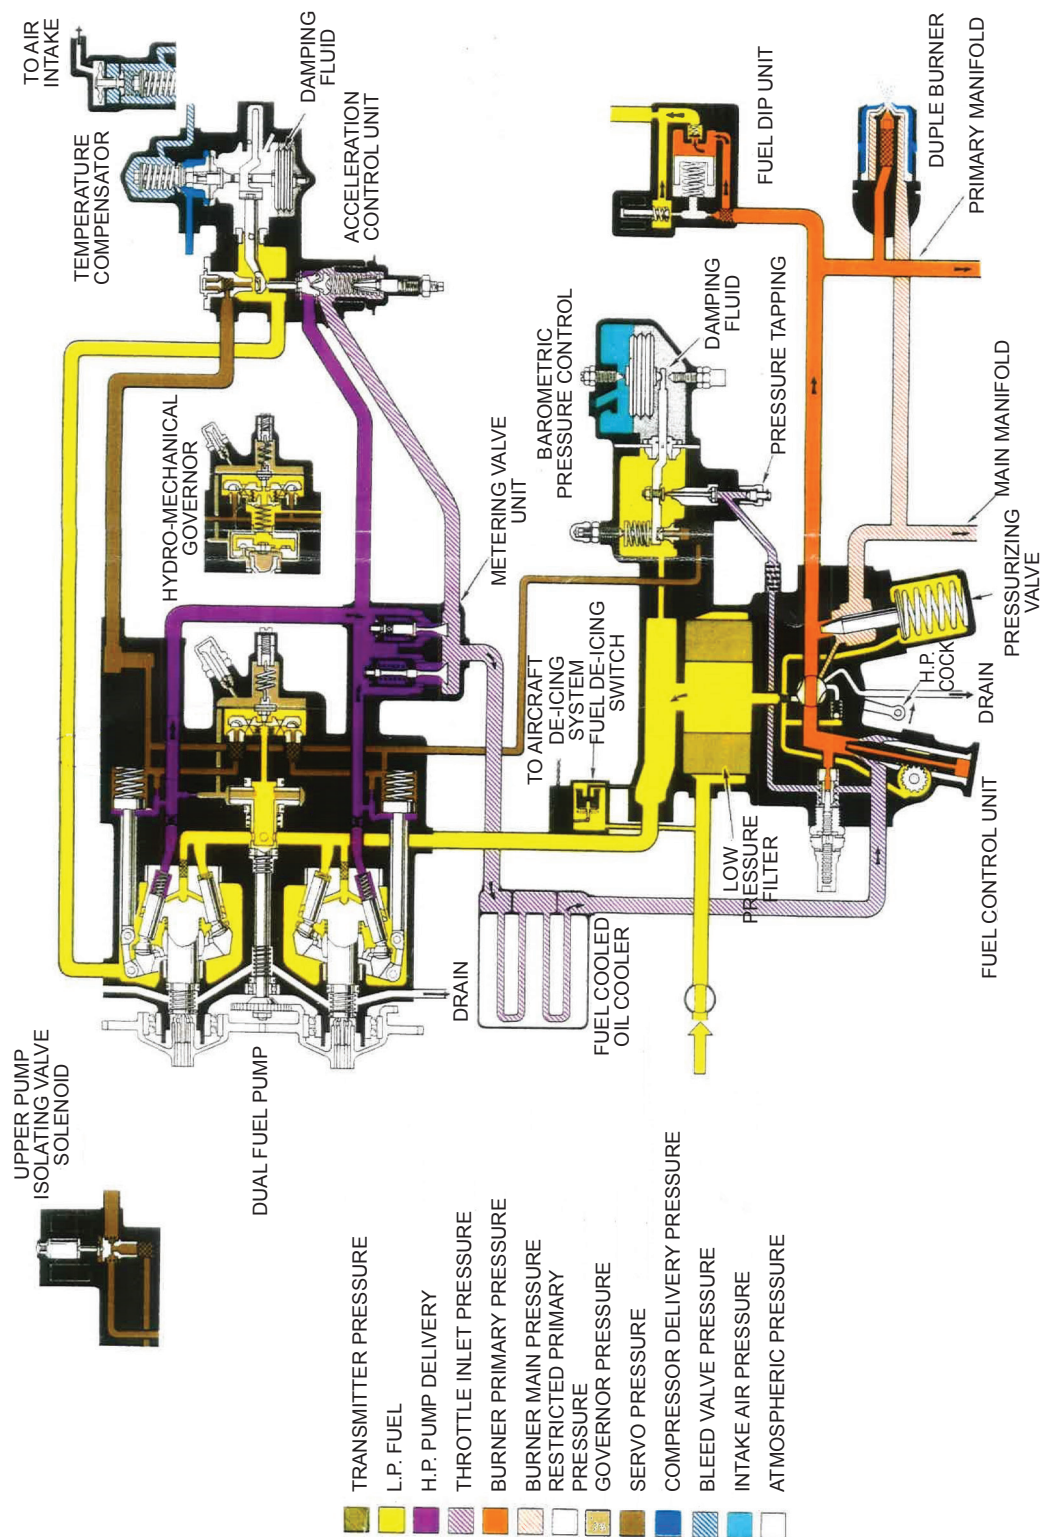 TO AIR
INTAKE
TEMPERATURE
COMPENSATOR
DAMPING
FLUID
ACCELERATION
CONTROL UNIT
HYDRO-MECHANICAL
GOVERNOR
METERING VALVE
UNIT
FUEL DIP UNIT
DUPLE BURNER
PRIMARY MANIFOLD
BAROMETRIC
PRESSURE CONTROL
DAMPING
FLUID
PRESSURE TAPPING
MAIN MANIFOLD
PRESSURIZING
VALVE
H.P.
COCK
DRAIN
TO AIRCRAFT
DE-ICING
SYSTEM
FUEL DE-ICING
SWITCH
LOW
PRESSURE
FILTER
FUEL CONTROL UNIT
FUEL COOLED
OIL COOLER
DRAIN
DUAL FUEL PUMP
UPPER PUMP
ISOLATING VALVE
SOLENOID
TRANSMITTER PRESSURE
L.P. FUEL
H.P. PUMP DELIVERY
THROTTLE INLET PRESSURE
BURNER PRIMARY PRESSURE
BURNER MAIN PRESSURE
RESTRICTED PRIMARY
PRESSURE
GOVERNOR PRESSURE
SERVO PRESSURE
COMPRESSOR DELIVERY PRESSURE
BLEED VALVE PRESSURE
INTAKE AIR PRESSURE
ATMOSPHERIC PRESSURE